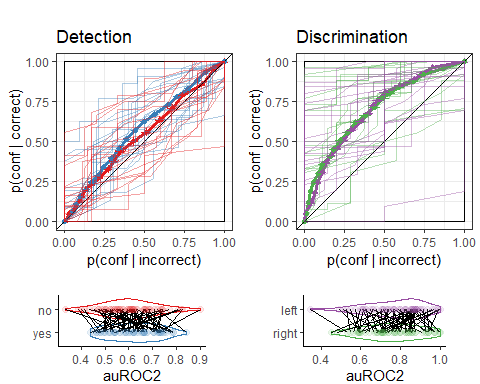 Detection
Discrimination
p(conf | correct)
1.00
0.75
0.50
0.25
0.00
0.00 0.25 0.50 0.75 1.00
p(conf | incorrect)
p(conf | correct)
1.00
0.75
0.50
0.25
0.00
0.00 0.25 0.50 0.75 1.00
p(conf | incorrect)
no
yes
0.4 0.5 0.6 0.7 0.8 0.9
auROC2
left
right
0.4 0.6 0.8 1.0
auROC2